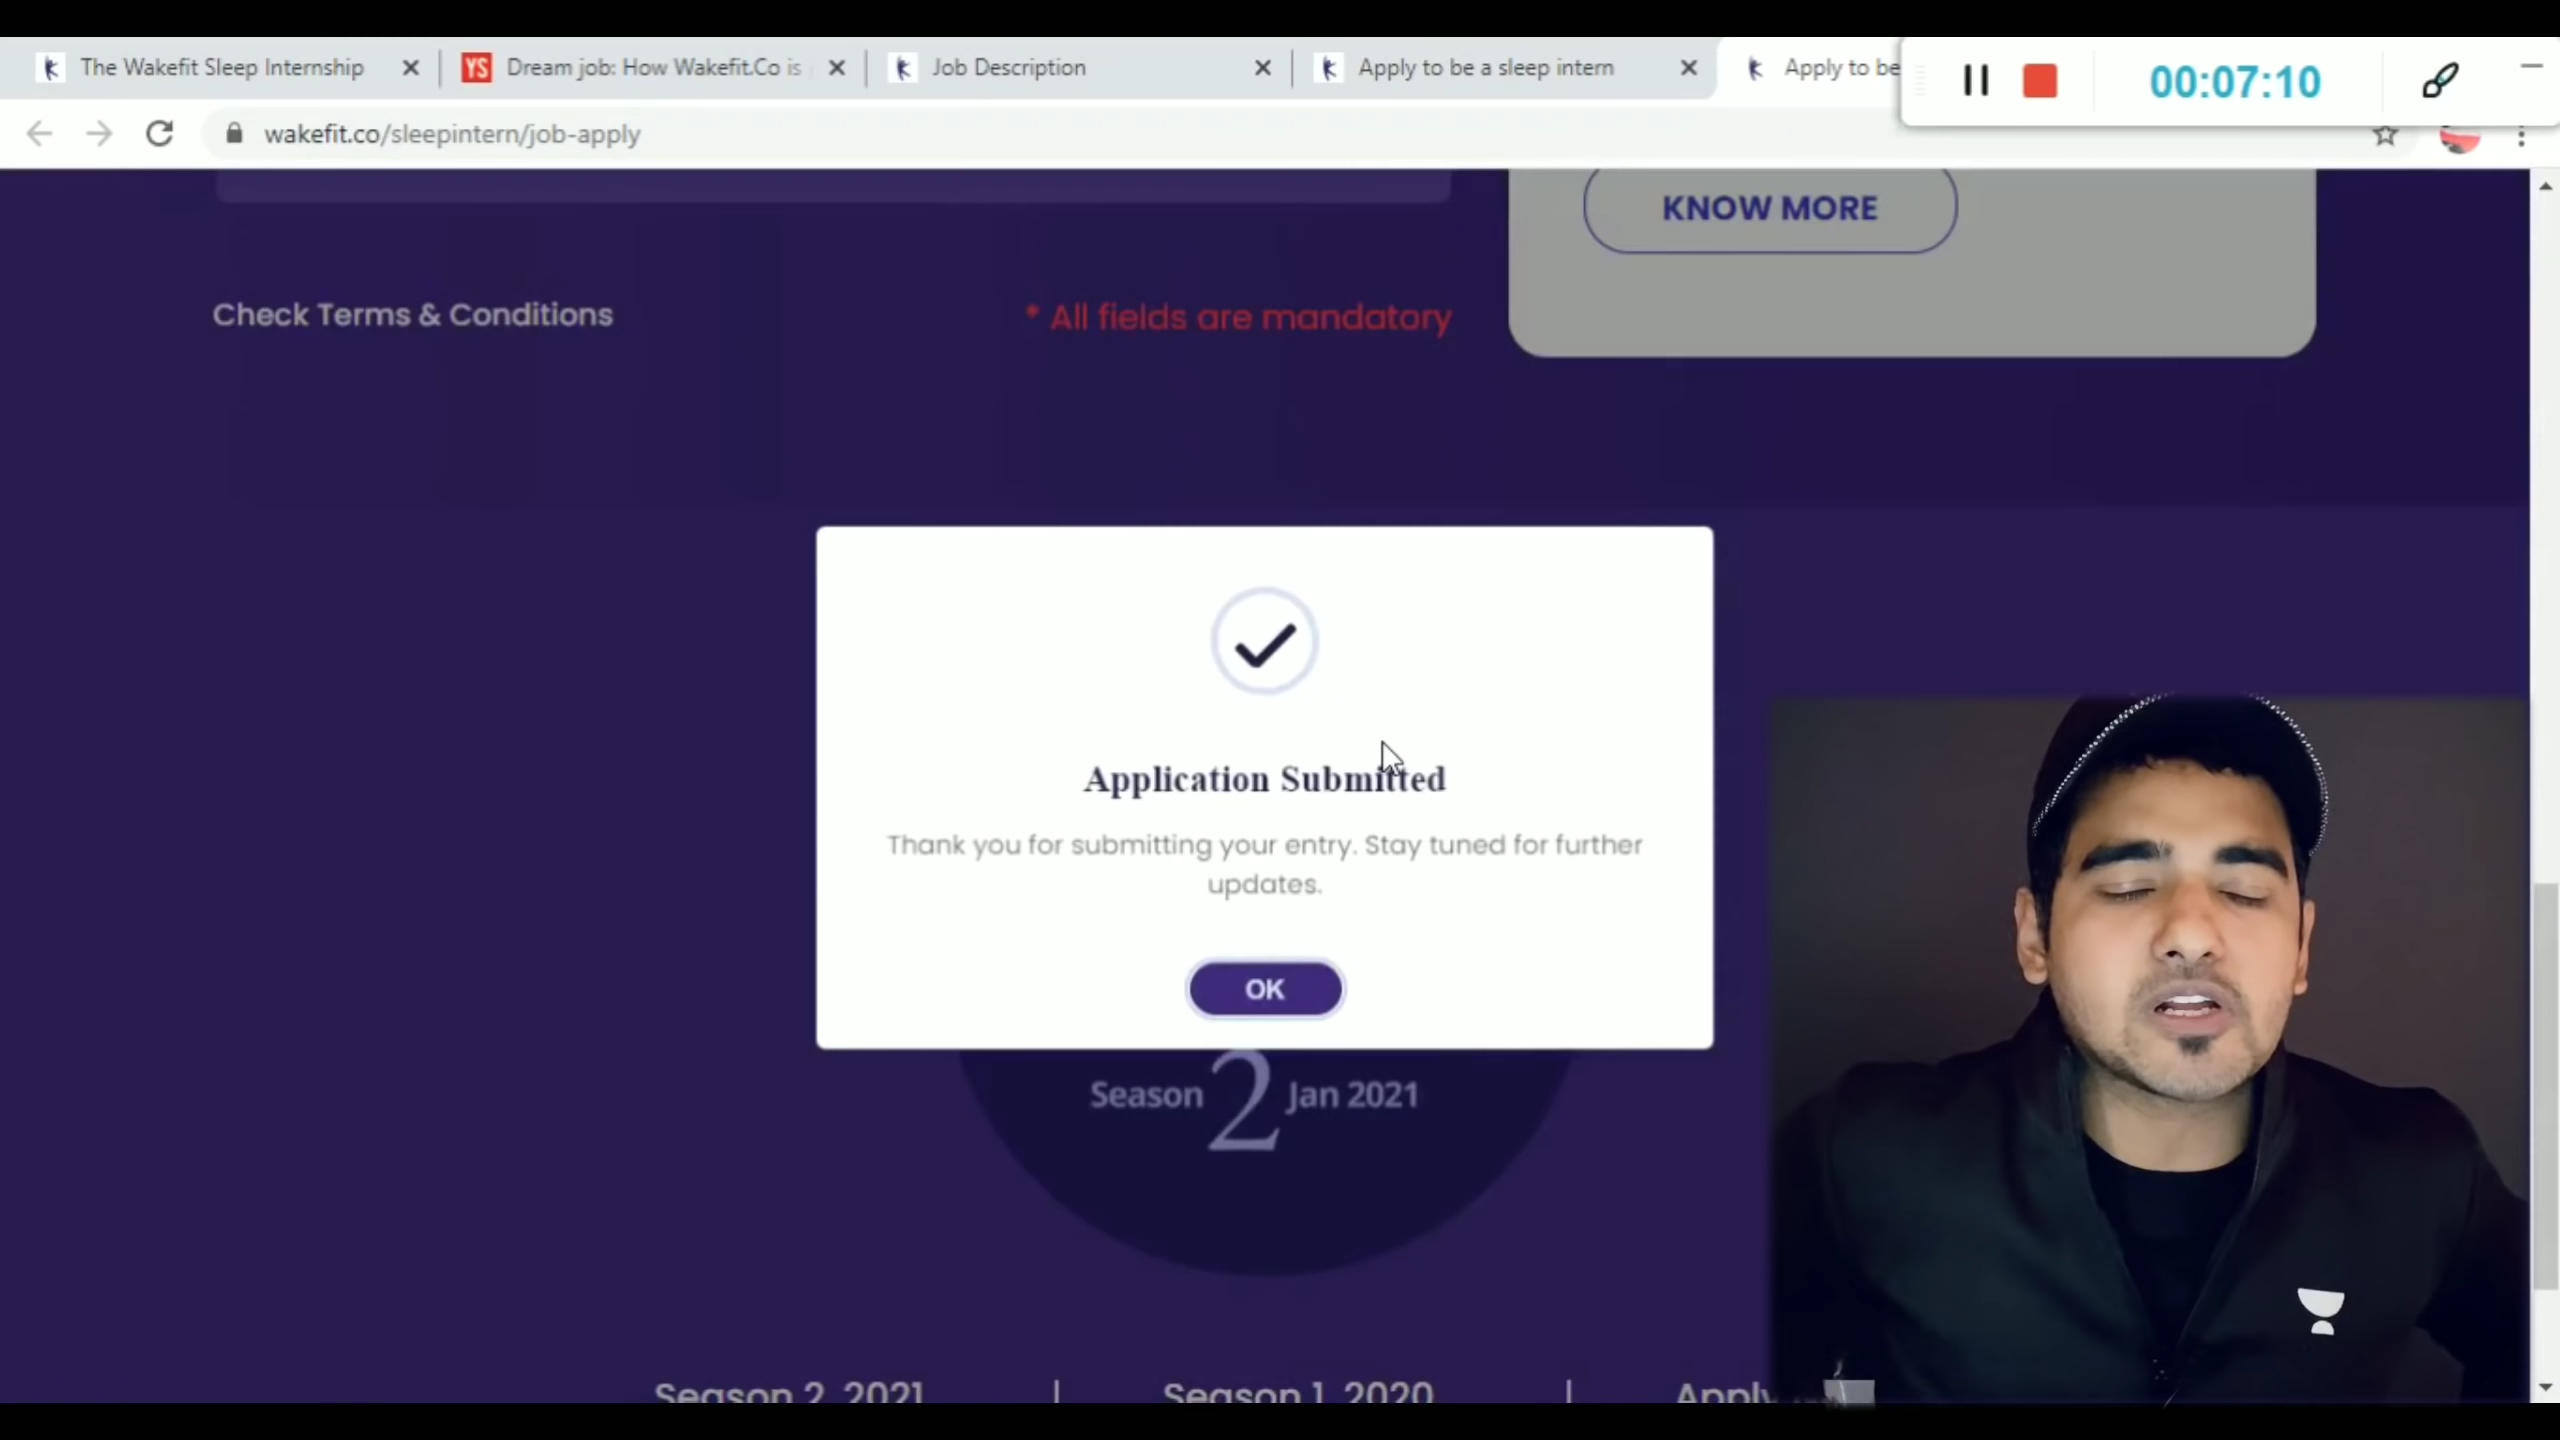 The Wakefit Sleep Internship
YS Dream job: How Wakefit.Co is
Job Description
Apply to be a sleep intern
Apply to be
00:07:10
wakefit.co/sleepintern/job-apply
KNOW MORE
Check Terms & Conditions
* All fields are mandatory
Application Submitted
Thank you for submitting your entry. Stay tuned for further
updates.
OK
Season 2 Jan 2021
Season 2, 2021 | Season 1, 2020 | Apply